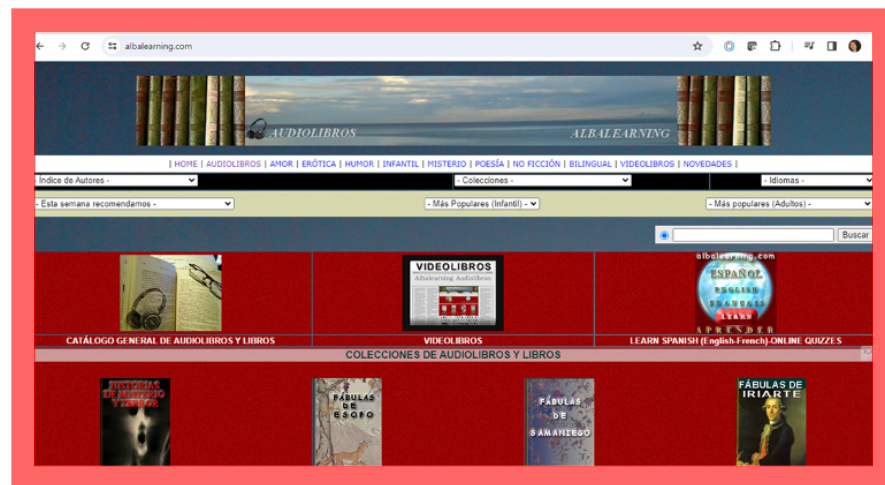 albalearning.com
AUDIOLIBROS
ALBALEARNING
| HOME | AUDIOLIBROS | AMOR | ERÓTICA | HUMOR | INFANTIL | MISTERIO | POESÍA | NO FICCIÓN | BILINGUAL | VIDEOLIBROS | NOVEDADES |
- Indice de Autores -
- Colecciones -
- Idiomas -
- Esta semana recomendamos -
- Más Populares (Infantil) -
- Más populares (Adultos) -
Buscar
VIDEOLIBROS
Albalearning Audiolibros
albalearning.com
ESPAÑOL
ENGLISH
FRANÇAIS
LEARN
APRENDER
CATÁLOGO GENERAL DE AUDIOLIBROS Y LIBROS
VIDEOLIBROS
LEARN SPANISH (English-French)-ONLINE QUIZZES
COLECCIONES DE AUDIOLIBROS Y LIBROS
HISTORIAS
DE MISTERIO
Y TERROR
FÁBULAS
DE
ESOPO
FÁBULAS
DE
SAMANIEGO
FÁBULAS DE
IRIARTE